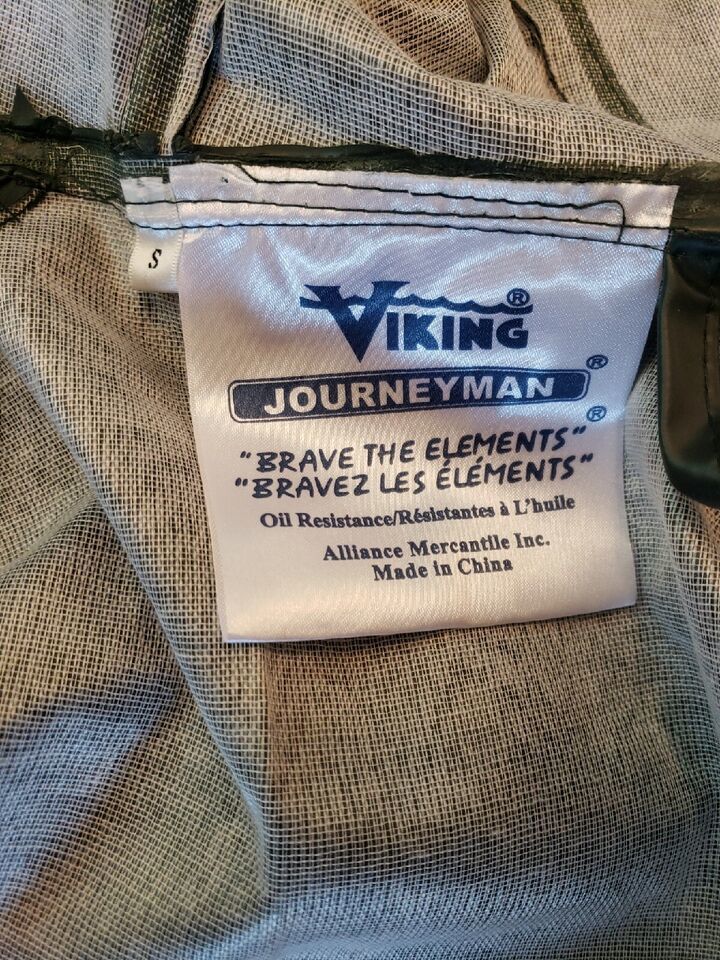 S
VIKING®
JOURNEYMAN®
®
"BRAVE THE ELEMENTS"
"BRAVEZ LES ÉLÉMENTS"
Oil Resistance/Résistantes à L'huile
Alliance Mercantile Inc.
Made in China